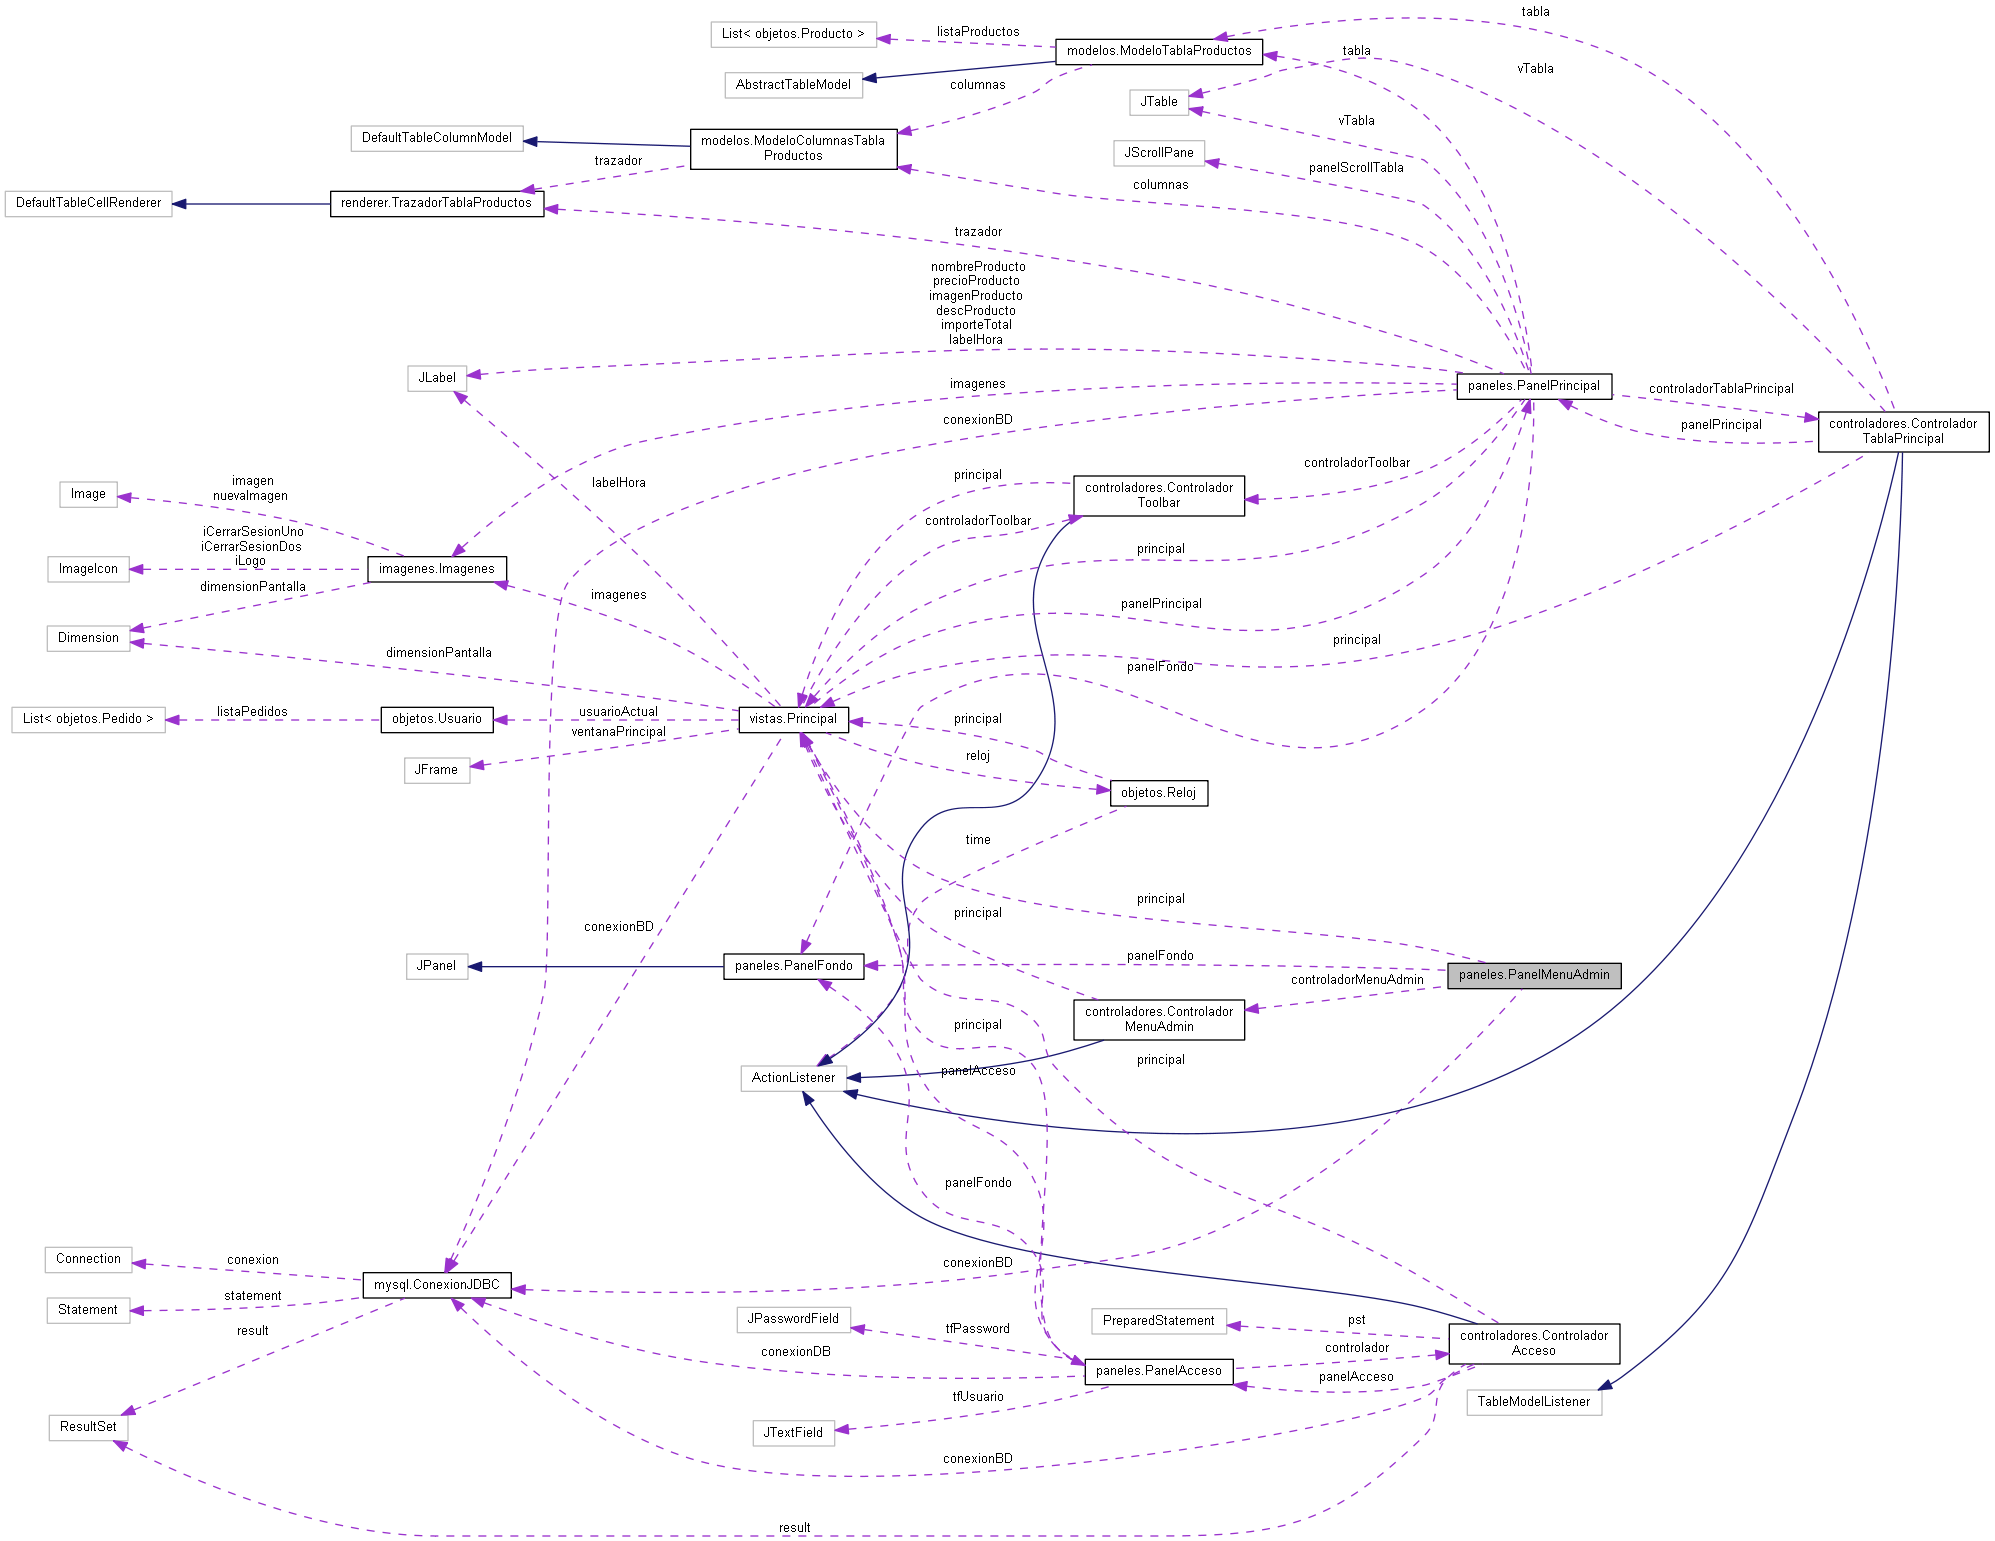 tabla
List< objetos.Producto >
listaProductos
modelos.ModeloTablaProductos
tabla
vTabla
AbstractTableModel
columnas
JTable
vTabla
DefaultTableColumnModel
modelos.ModeloColumnasTabla
Productos
JScrollPane
trazador
panelScrollTabla
columnas
DefaultTableCellRenderer
renderer.TrazadorTablaProductos
trazador
nombreProducto
precioProducto
imagenProducto
descProducto
importeTotal
labelHora
JLabel
imagenes
paneles.PanelPrincipal
controladorTablaPrincipal
conexionBD
panelPrincipal
controladores.Controlador
TablaPrincipal
controladorToolbar
imagen
nuevaImagen
Image
labelHora
principal
controladores.Controlador
Toolbar
controladorToolbar
iCerrarSesionUno
iCerrarSesionDos
iLogo
ImageIcon
imagenes.Imagenes
principal
dimensionPantalla
imagenes
panelPrincipal
Dimension
dimensionPantalla
principal
panelFondo
List< objetos.Pedido >
listaPedidos
objetos.Usuario
usuarioActual
vistas.Principal
principal
ventanaPrincipal
JFrame
reloj
objetos.Reloj
time
principal
principal
conexionBD
panelFondo
JPanel
paneles.PanelFondo
paneles.PanelMenuAdmin
controladorMenuAdmin
controladores.Controlador
MenuAdmin
principal
principal
panelAcceso
ActionListener
panelFondo
Connection
conexion
conexionBD
mysql.ConexionJDBC
Statement
statement
JPasswordField
tfPassword
PreparedStatement
pst
controladores.Controlador
Acceso
result
conexionDB
controlador
paneles.PanelAcceso
panelAcceso
tfUsuario
TableModelListener
ResultSet
JTextField
conexionBD
result